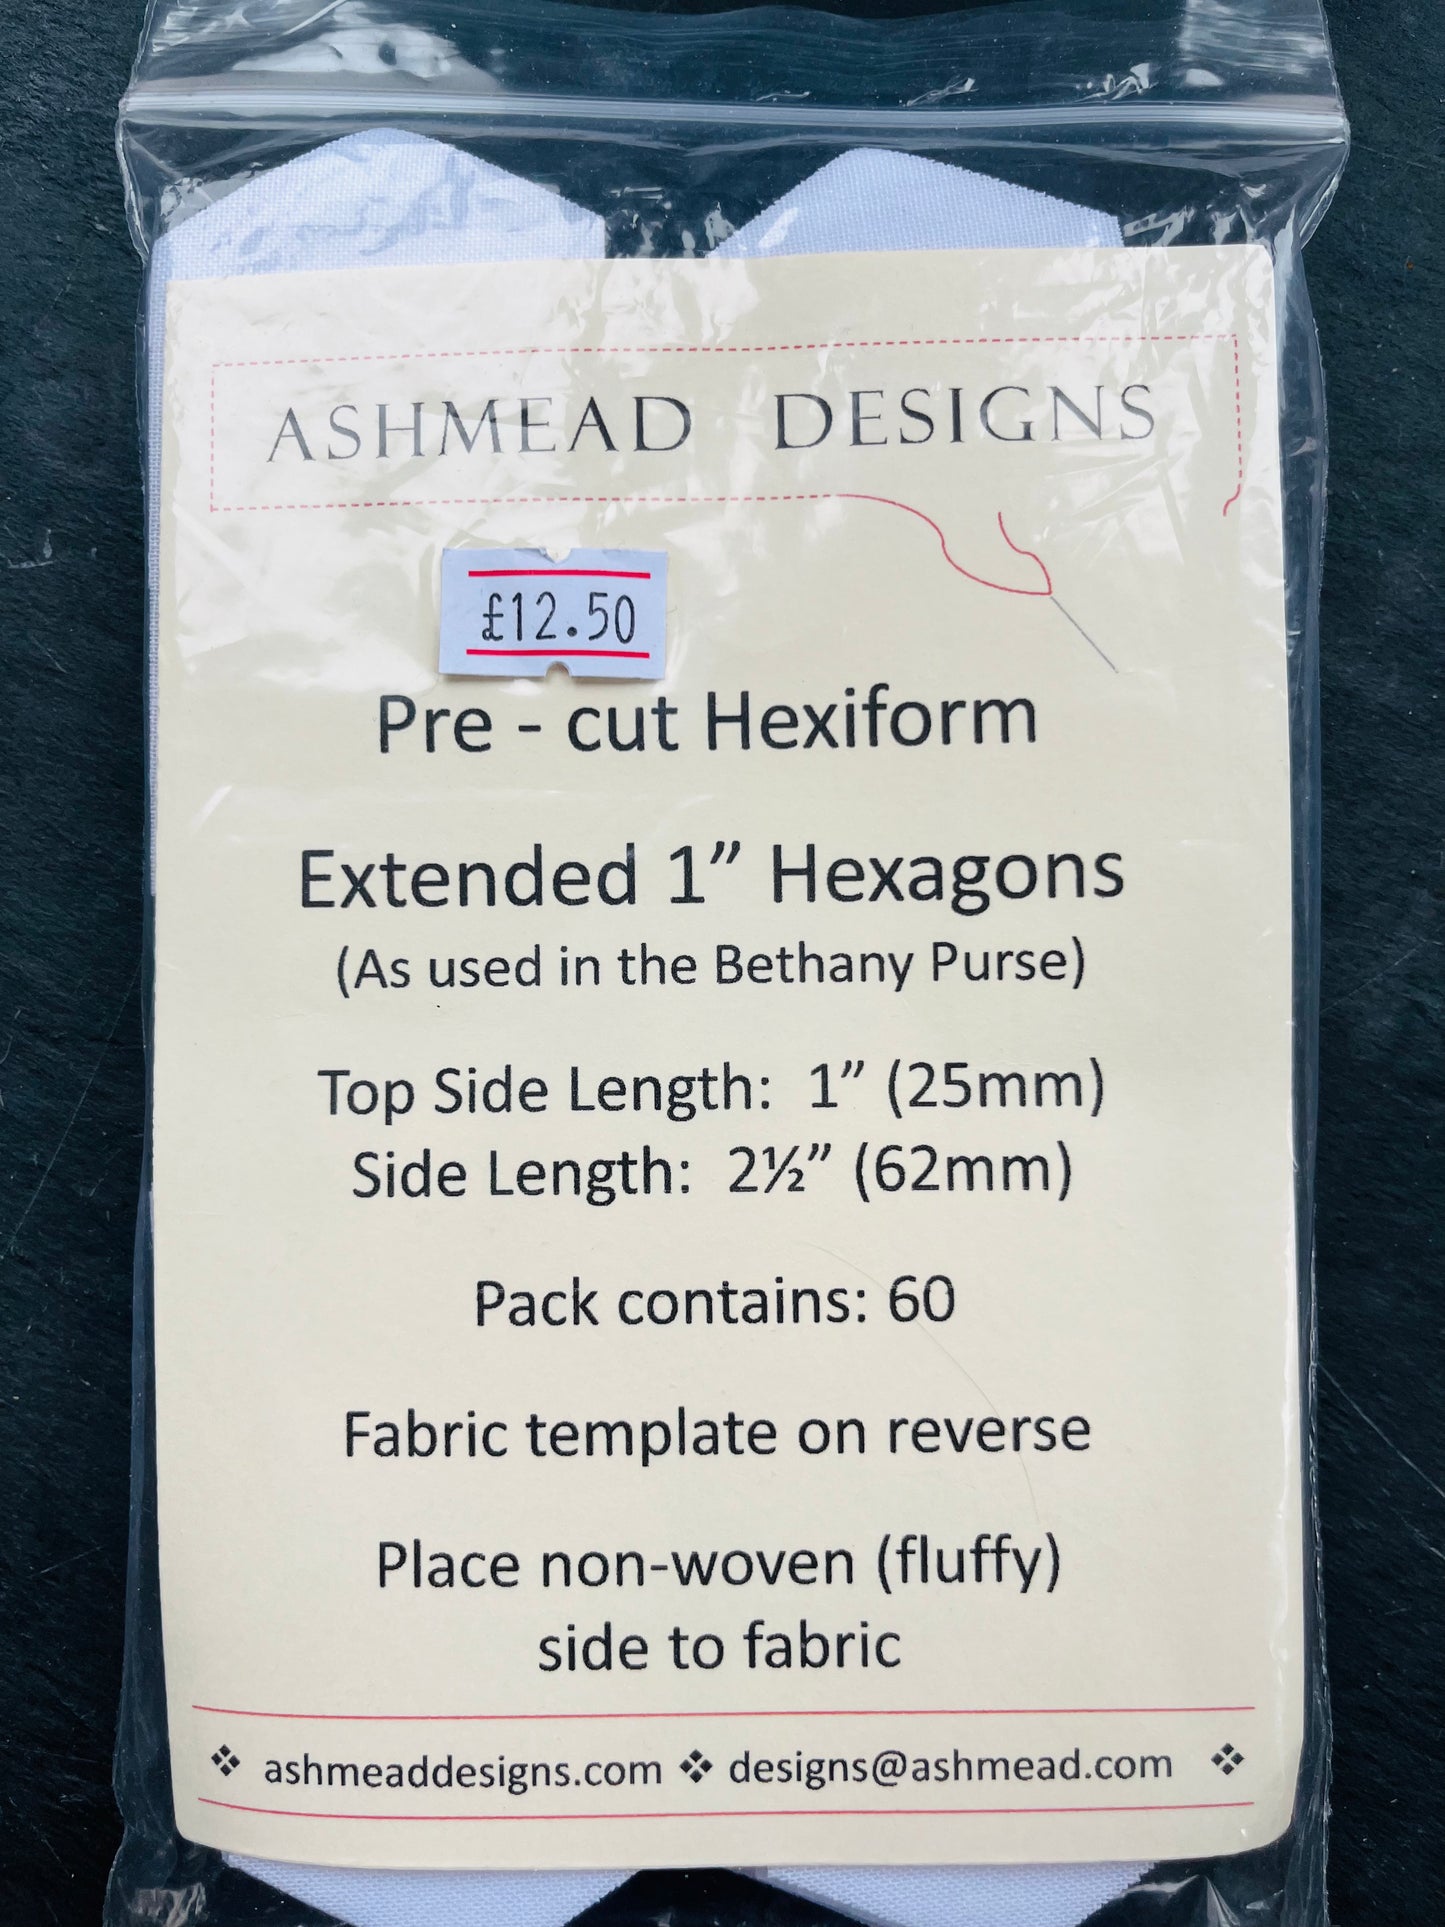 ASHMEAD DESIGNS
£12.50
Pre - cut Hexiform
Extended 1” Hexagons
(As used in the Bethany Purse)
Top Side Length: 1” (25mm)
Side Length: 2½” (62mm)
Pack contains: 60
Fabric template on reverse
Place non-woven (fluffy)
side to fabric
❖ ashmeaddesigns.com ❖ designs@ashmead.com ❖